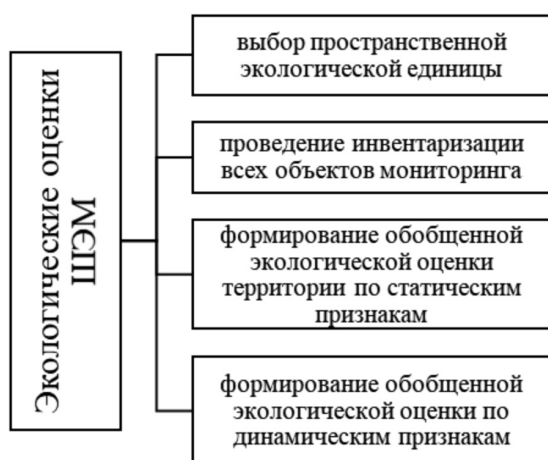 Экологические оценки
ШЭМ
выбор пространственной
экологической единицы
проведение инвентаризации
всех объектов мониторинга
формирование обобщенной
экологической оценки
территории по статическим
признакам
формирование обобщенной
экологической оценки по
динамическим признакам